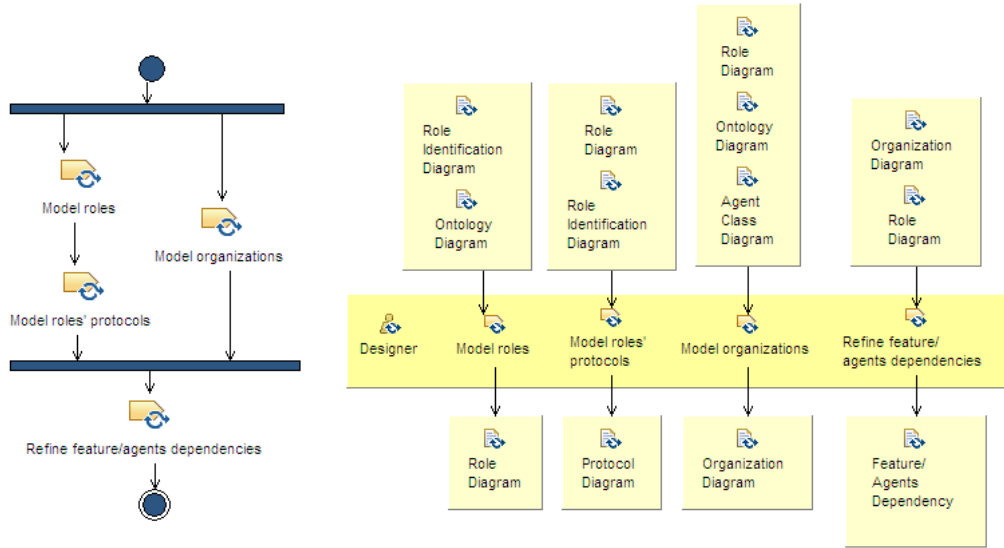 Model roles
Model organizations
Model roles' protocols
Refine feature/agents dependencies
Role
Identification
Diagram
Ontology
Diagram
Role
Diagram
Role
Identification
Diagram
Role
Diagram
Ontology
Diagram
Agent
Class
Diagram
Organization
Diagram
Role
Diagram
Designer
Model roles
Model roles'
protocols
Model organizations
Refine feature/
agents dependencies
Role
Diagram
Protocol
Diagram
Organization
Diagram
Feature/
Agents
Dependency